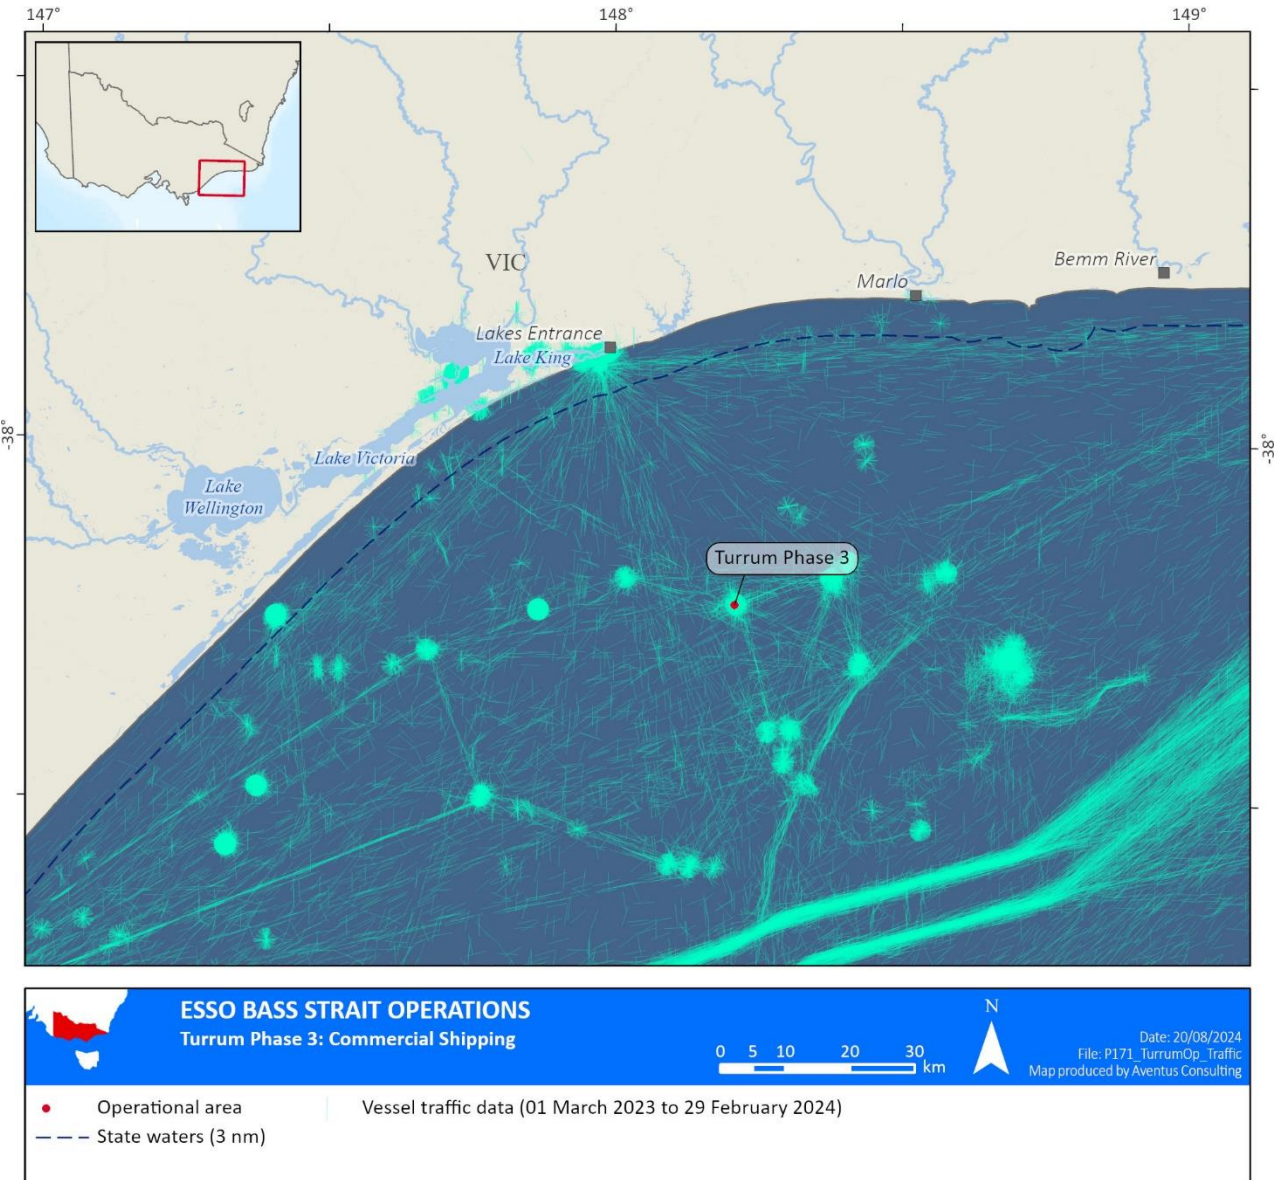 147°
148°
149°
VIC
Bemm River
Marlo
Lakes Entrance
Lake King
-38°
-38°
Lake Victoria
Lake
Wellington
Turrum Phase 3
ESSO BASS STRAIT OPERATIONS
Turrum Phase 3: Commercial Shipping
N
0 5 10 20 30
km
Date: 20/08/2024
File: P171_TurrumOp_Traffic
Map produced by Aventus Consulting
Operational area
Vessel traffic data (01 March 2023 to 29 February 2024)
State waters (3 nm)